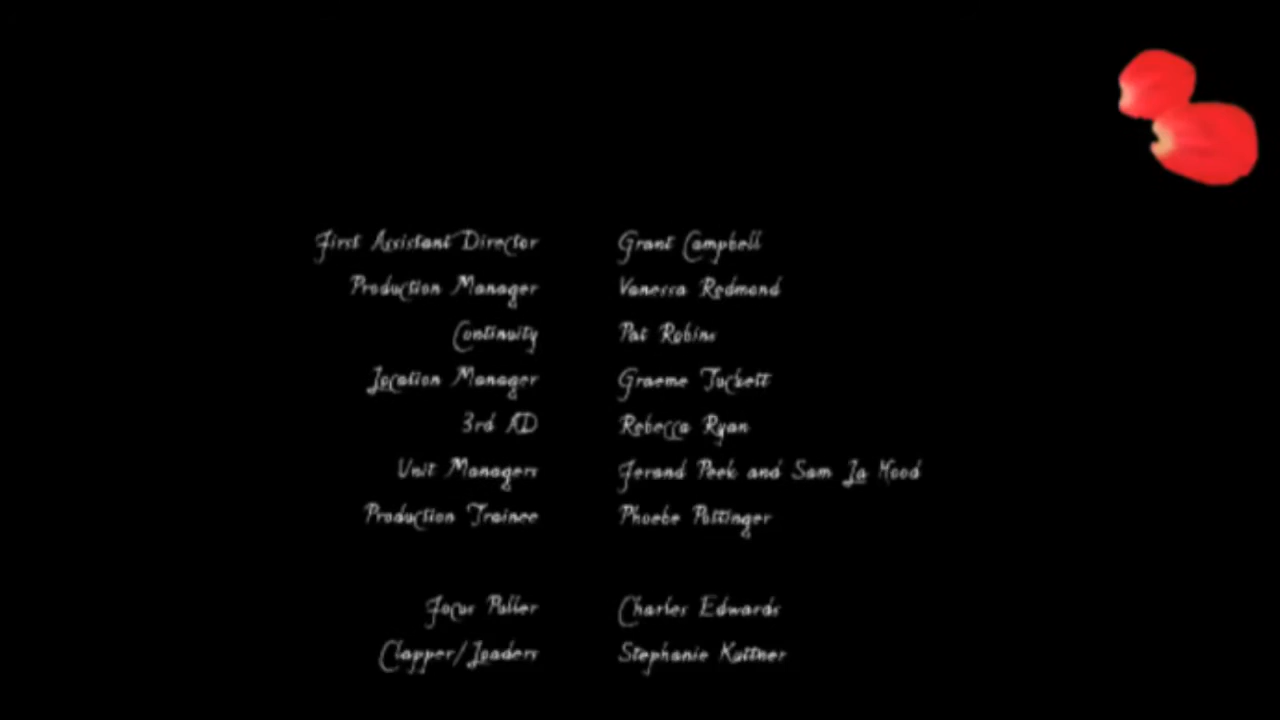 First Assistant Director Grant Campbell
Production Manager Vanessa Redmond
Continuity Pat Robins
Location Manager Graeme Tuckett
3rd AD Rebecca Ryan
Unit Managers Jerand Peek and Sam La Hood
Production Trainee Phoebe Pottinger
Focus Puller Charles Edwards
Clapper/Loaders Stephanie Kuttner